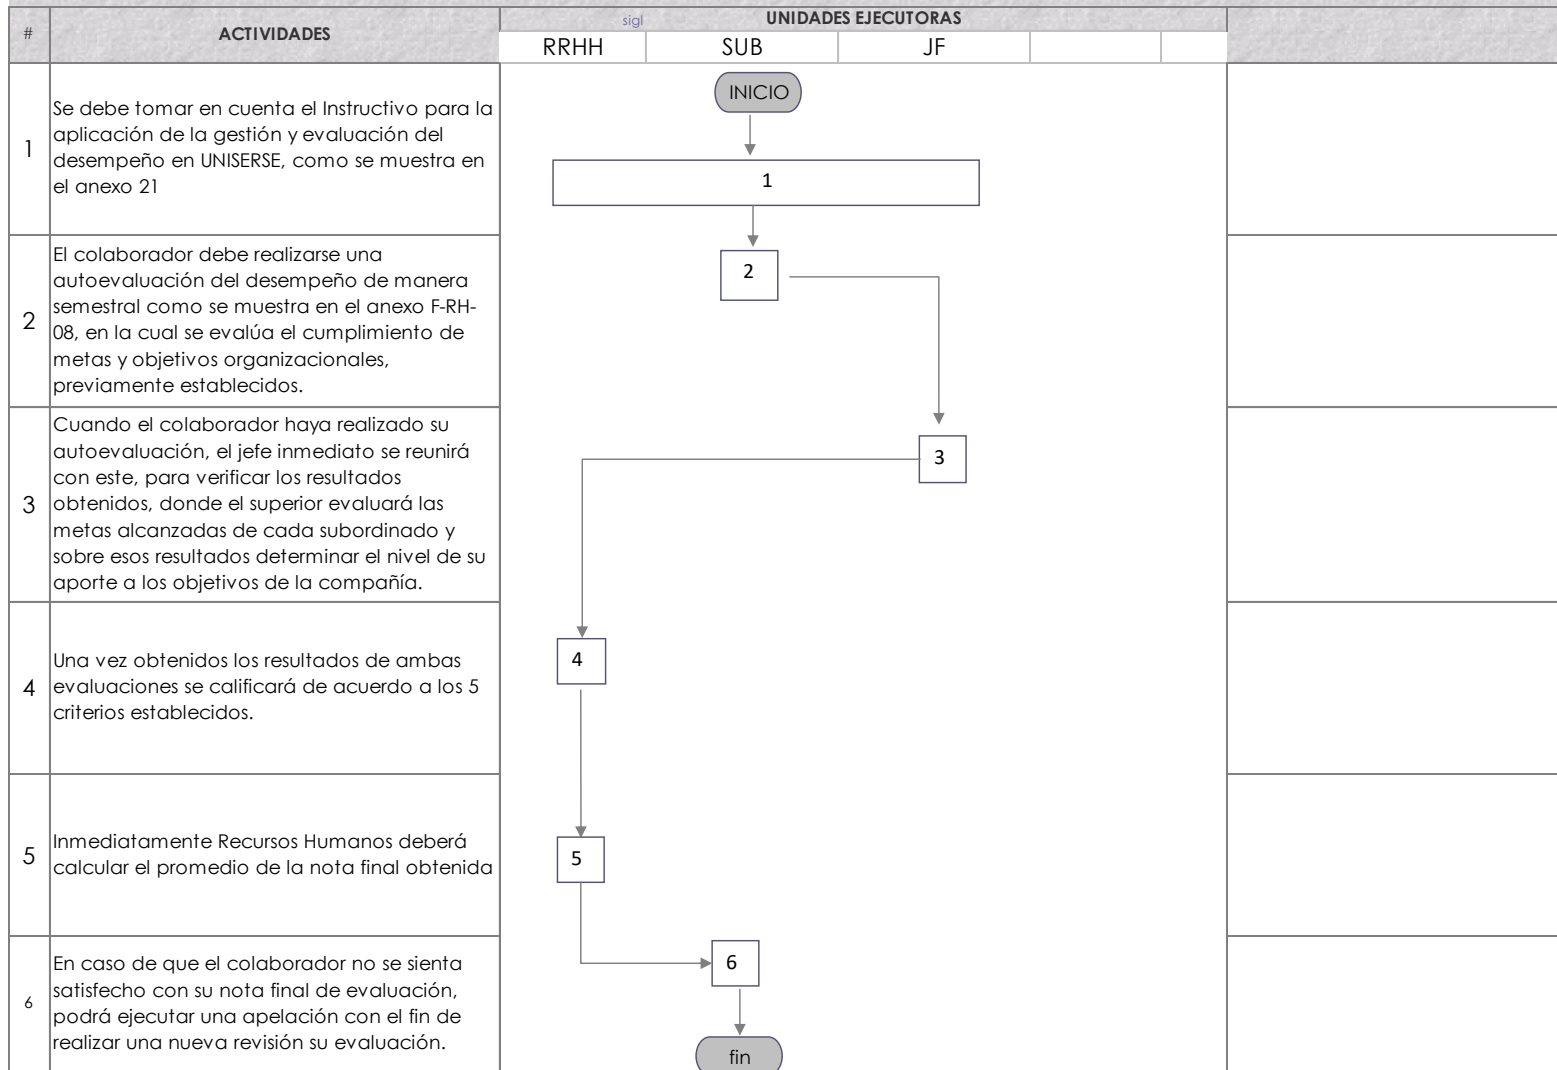 #
ACTIVIDADES
sigl
UNIDADES EJECUTORAS
RRHH
SUB
JF
INICIO
1
Se debe tomar en cuenta el Instructivo para la
aplicación de la gestión y evaluación del
desempeño en UNISERSE, como se muestra en
el anexo 21
1
2
El colaborador debe realizarse una
autoevaluación del desempeño de manera
semestral como se muestra en el anexo F-RH-
08, en la cual se evalúa el cumplimiento de
metas y objetivos organizacionales,
previamente establecidos.
2
3
Cuando el colaborador haya realizado su
autoevaluación, el jefe inmediato se reunirá
con este, para verificar los resultados
obtenidos, donde el superior evaluará las
metas alcanzadas de cada subordinado y
sobre esos resultados determinar el nivel de su
aporte a los objetivos de la compañía.
3
4
Una vez obtenidos los resultados de ambas
evaluaciones se calificará de acuerdo a los 5
criterios establecidos.
4
5
Inmediatamente Recursos Humanos deberá
calcular el promedio de la nota final obtenida
5
6
En caso de que el colaborador no se sienta
satisfecho con su nota final de evaluación,
podrá ejecutar una apelación con el fin de
realizar una nueva revisión su evaluación.
6
fin